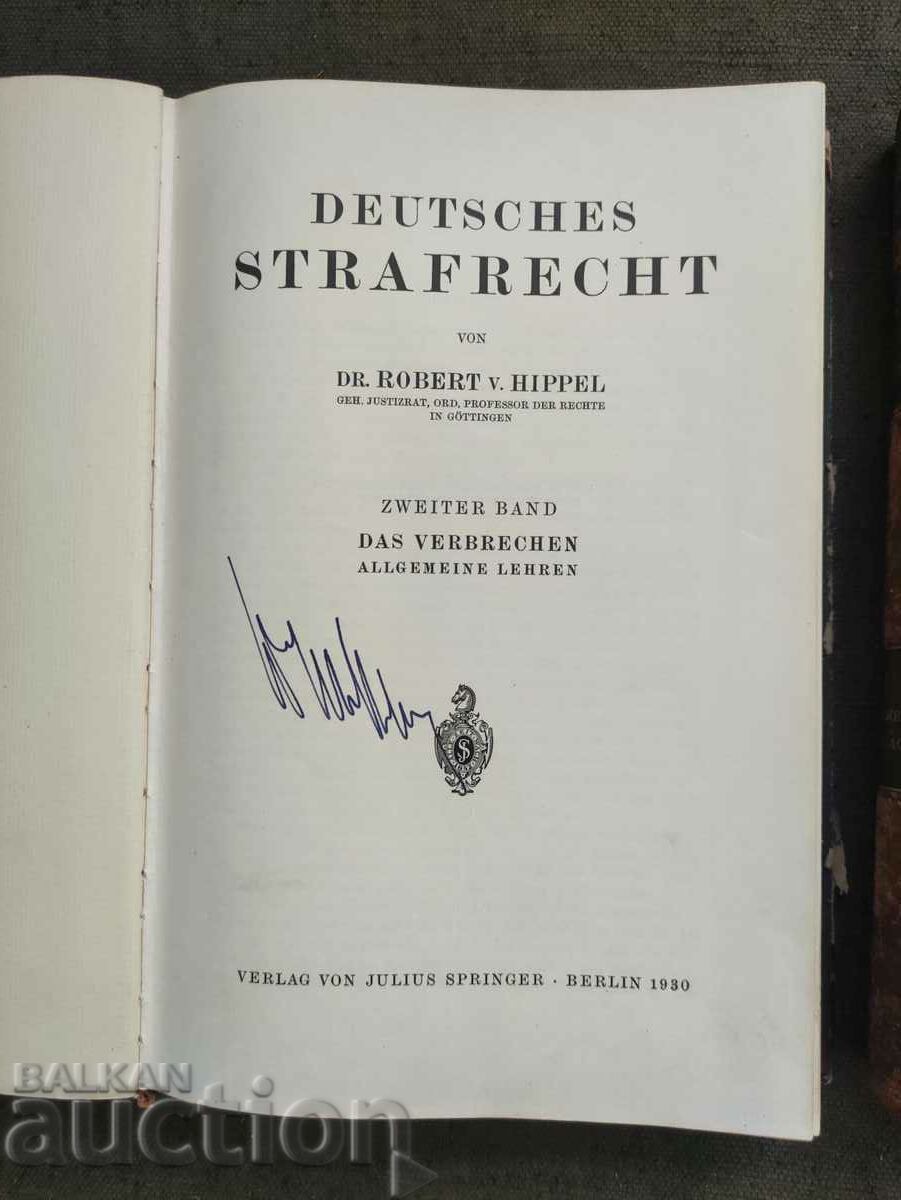 DEUTSCHES
STRAFRECHT
VON
DR. ROBERT V. HIPPEL
GEH. JUSTIZRAT, ORD. PROFESSOR DER RECHTE
IN GÖTTINGEN
ZWEITER BAND
DAS VERBRECHEN
ALLGEMEINE LEHREN
VERLAG VON JULIUS SPRINGER · BERLIN 1930
BALKAN
auction